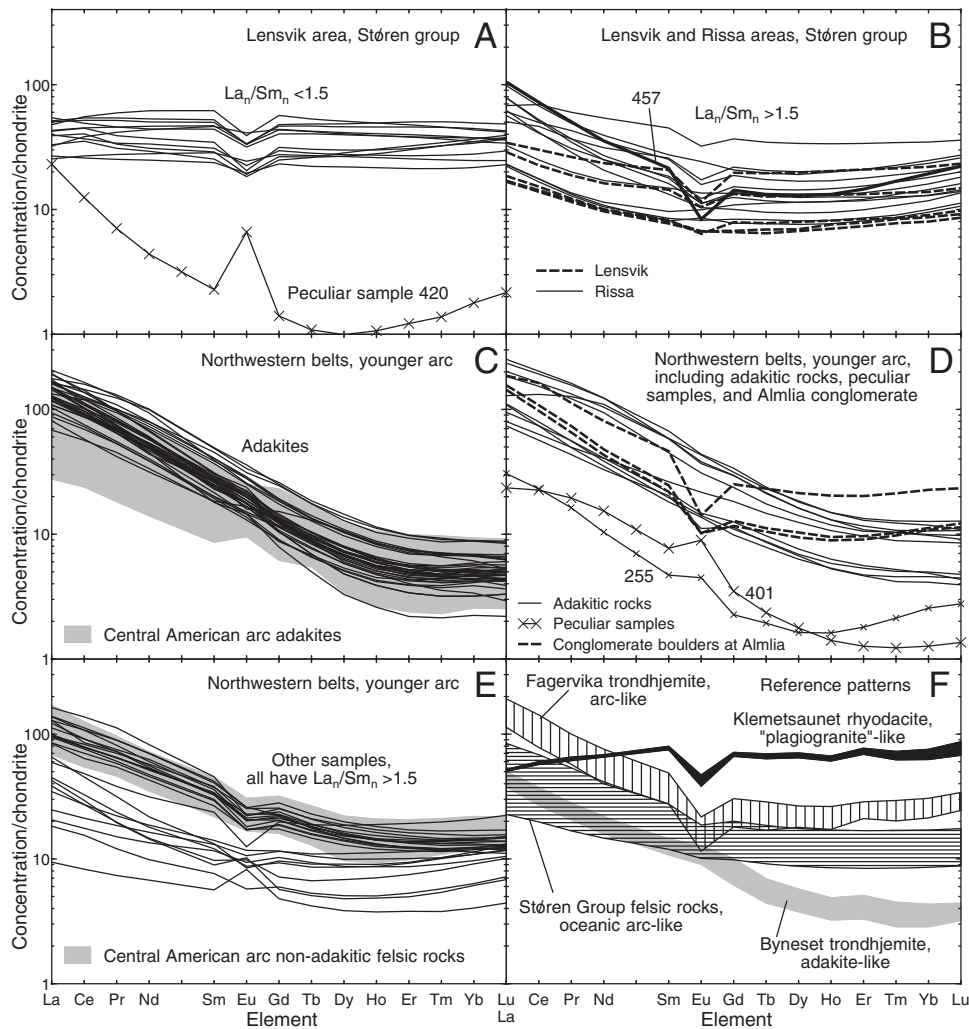 Lensvik area, Støren group
A
Laₙ/Smₙ <1.5
Peculiar sample 420
100
10
1
Concentration/chondrite
Lensvik and Rissa areas, Støren group
B
457
Laₙ/Smₙ >1.5
Lensvik
Rissa
Northwestern belts, younger arc
C
Adakites
Central American arc adakites
100
10
1
Concentration/chondrite
Northwestern belts, younger arc,
including adakitic rocks, peculiar
samples, and Almlia conglomerate
D
255
401
Adakitic rocks
Peculiar samples
Conglomerate boulders at Almlia
Northwestern belts, younger arc
E
Other samples,
all have Laₙ/Smₙ >1.5
Central American arc non-adakitic felsic rocks
100
10
1
Concentration/chondrite
Fagervika trondhjemite,
arc-like
Reference patterns
F
Klemetsaunet rhyodacite,
"plagiogranite"-like
Støren Group felsic rocks,
oceanic arc-like
Byneset trondhjemite,
adakite-like
La Ce Pr Nd Sm Eu Gd Tb Dy Ho Er Tm Yb Lu
La Ce Pr Nd Sm Eu Gd Tb Dy Ho Er Tm Yb Lu
Element
Element